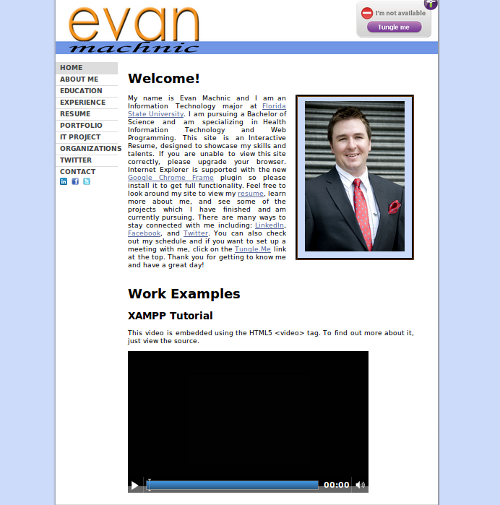 evan
machnic
I'm not available
Tungle me
HOME
ABOUT ME
EDUCATION
EXPERIENCE
RESUME
PORTFOLIO
IT PROJECT
ORGANIZATIONS
TWITTER
CONTACT
Welcome!
My name is Evan Machnic and I am an
Information Technology major at Florida
State University. I am pursuing a Bachelor of
Science and am specializing in Health
Information Technology and Web
Programming. This site is an Interactive
Resume, designed to showcase my skills and
talents. If you are unable to view this site
correctly, please upgrade your browser.
Internet Explorer is supported with the new
Google Chrome Frame plugin so please
install it to get full functionality. Feel free to
look around my site to view my resume, learn
more about me, and see some of the
projects which I have finished and am
currently pursuing. There are many ways to
stay connected with me including: LinkedIn,
Facebook, and Twitter. You can also check
out my schedule and if you want to set up a
meeting with me, click on the Tungle.Me link
at the top. Thank you for getting to know me
and have a great day!
Work Examples
XAMPP Tutorial
This video is embedded using the HTML5 <video> tag. To find out more about it,
just view the source.
00:00